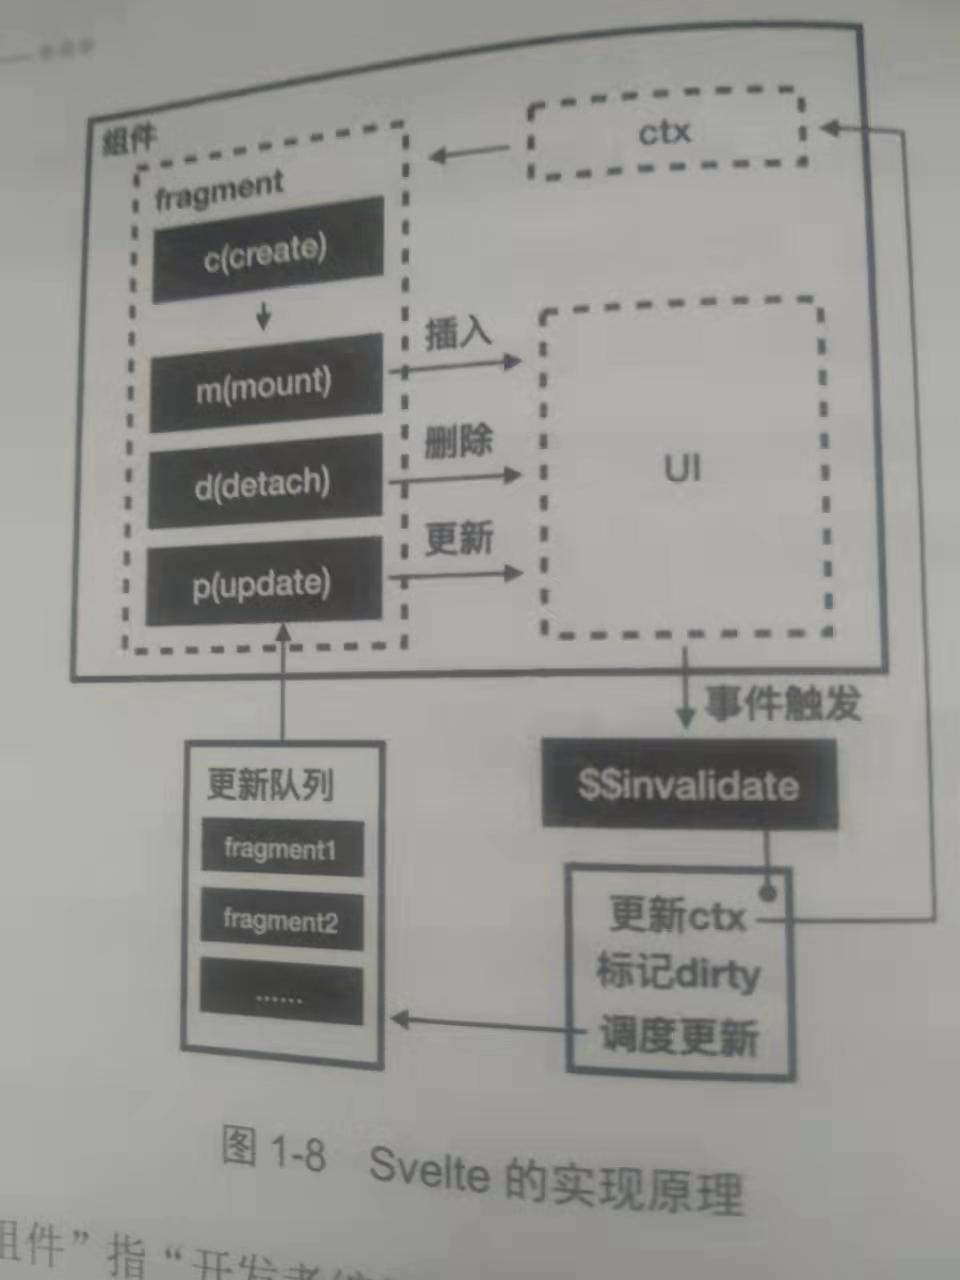 组件
ctx
fragment
c(create)
m(mount)
插入
d(detach)
删除
UI
p(update)
更新
事件触发
更新队列
$$invalidate
fragment1
fragment2
......
更新ctx
标记dirty
调度更新
图 1-8 Svelte 的实现原理
组件”指“开发者